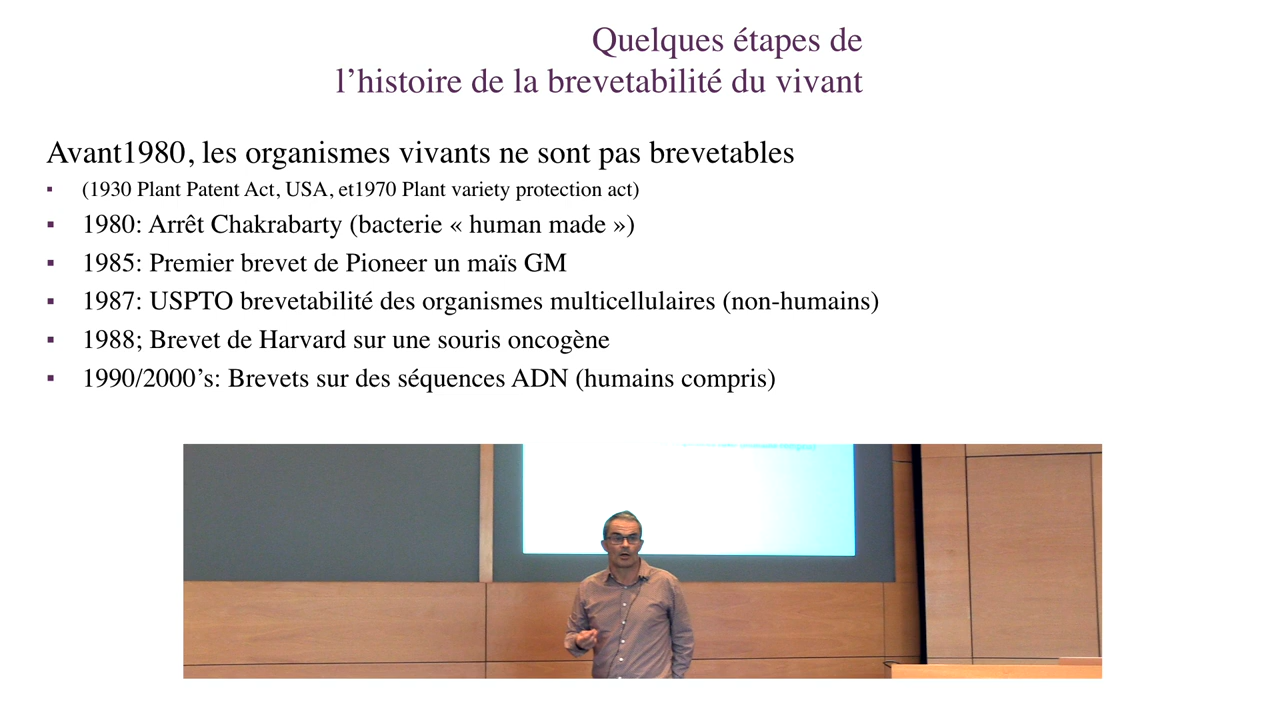 Quelques étapes de
l’histoire de la brevetabilité du vivant
Avant1980, les organismes vivants ne sont pas brevetables
▪ (1930 Plant Patent Act, USA, et1970 Plant variety protection act)
▪ 1980: Arrêt Chakrabarty (bacterie « human made »)
▪ 1985: Premier brevet de Pioneer un maïs GM
▪ 1987: USPTO brevetabilité des organismes multicellulaires (non-humains)
▪ 1988; Brevet de Harvard sur une souris oncogène
▪ 1990/2000’s: Brevets sur des séquences ADN (humains compris)